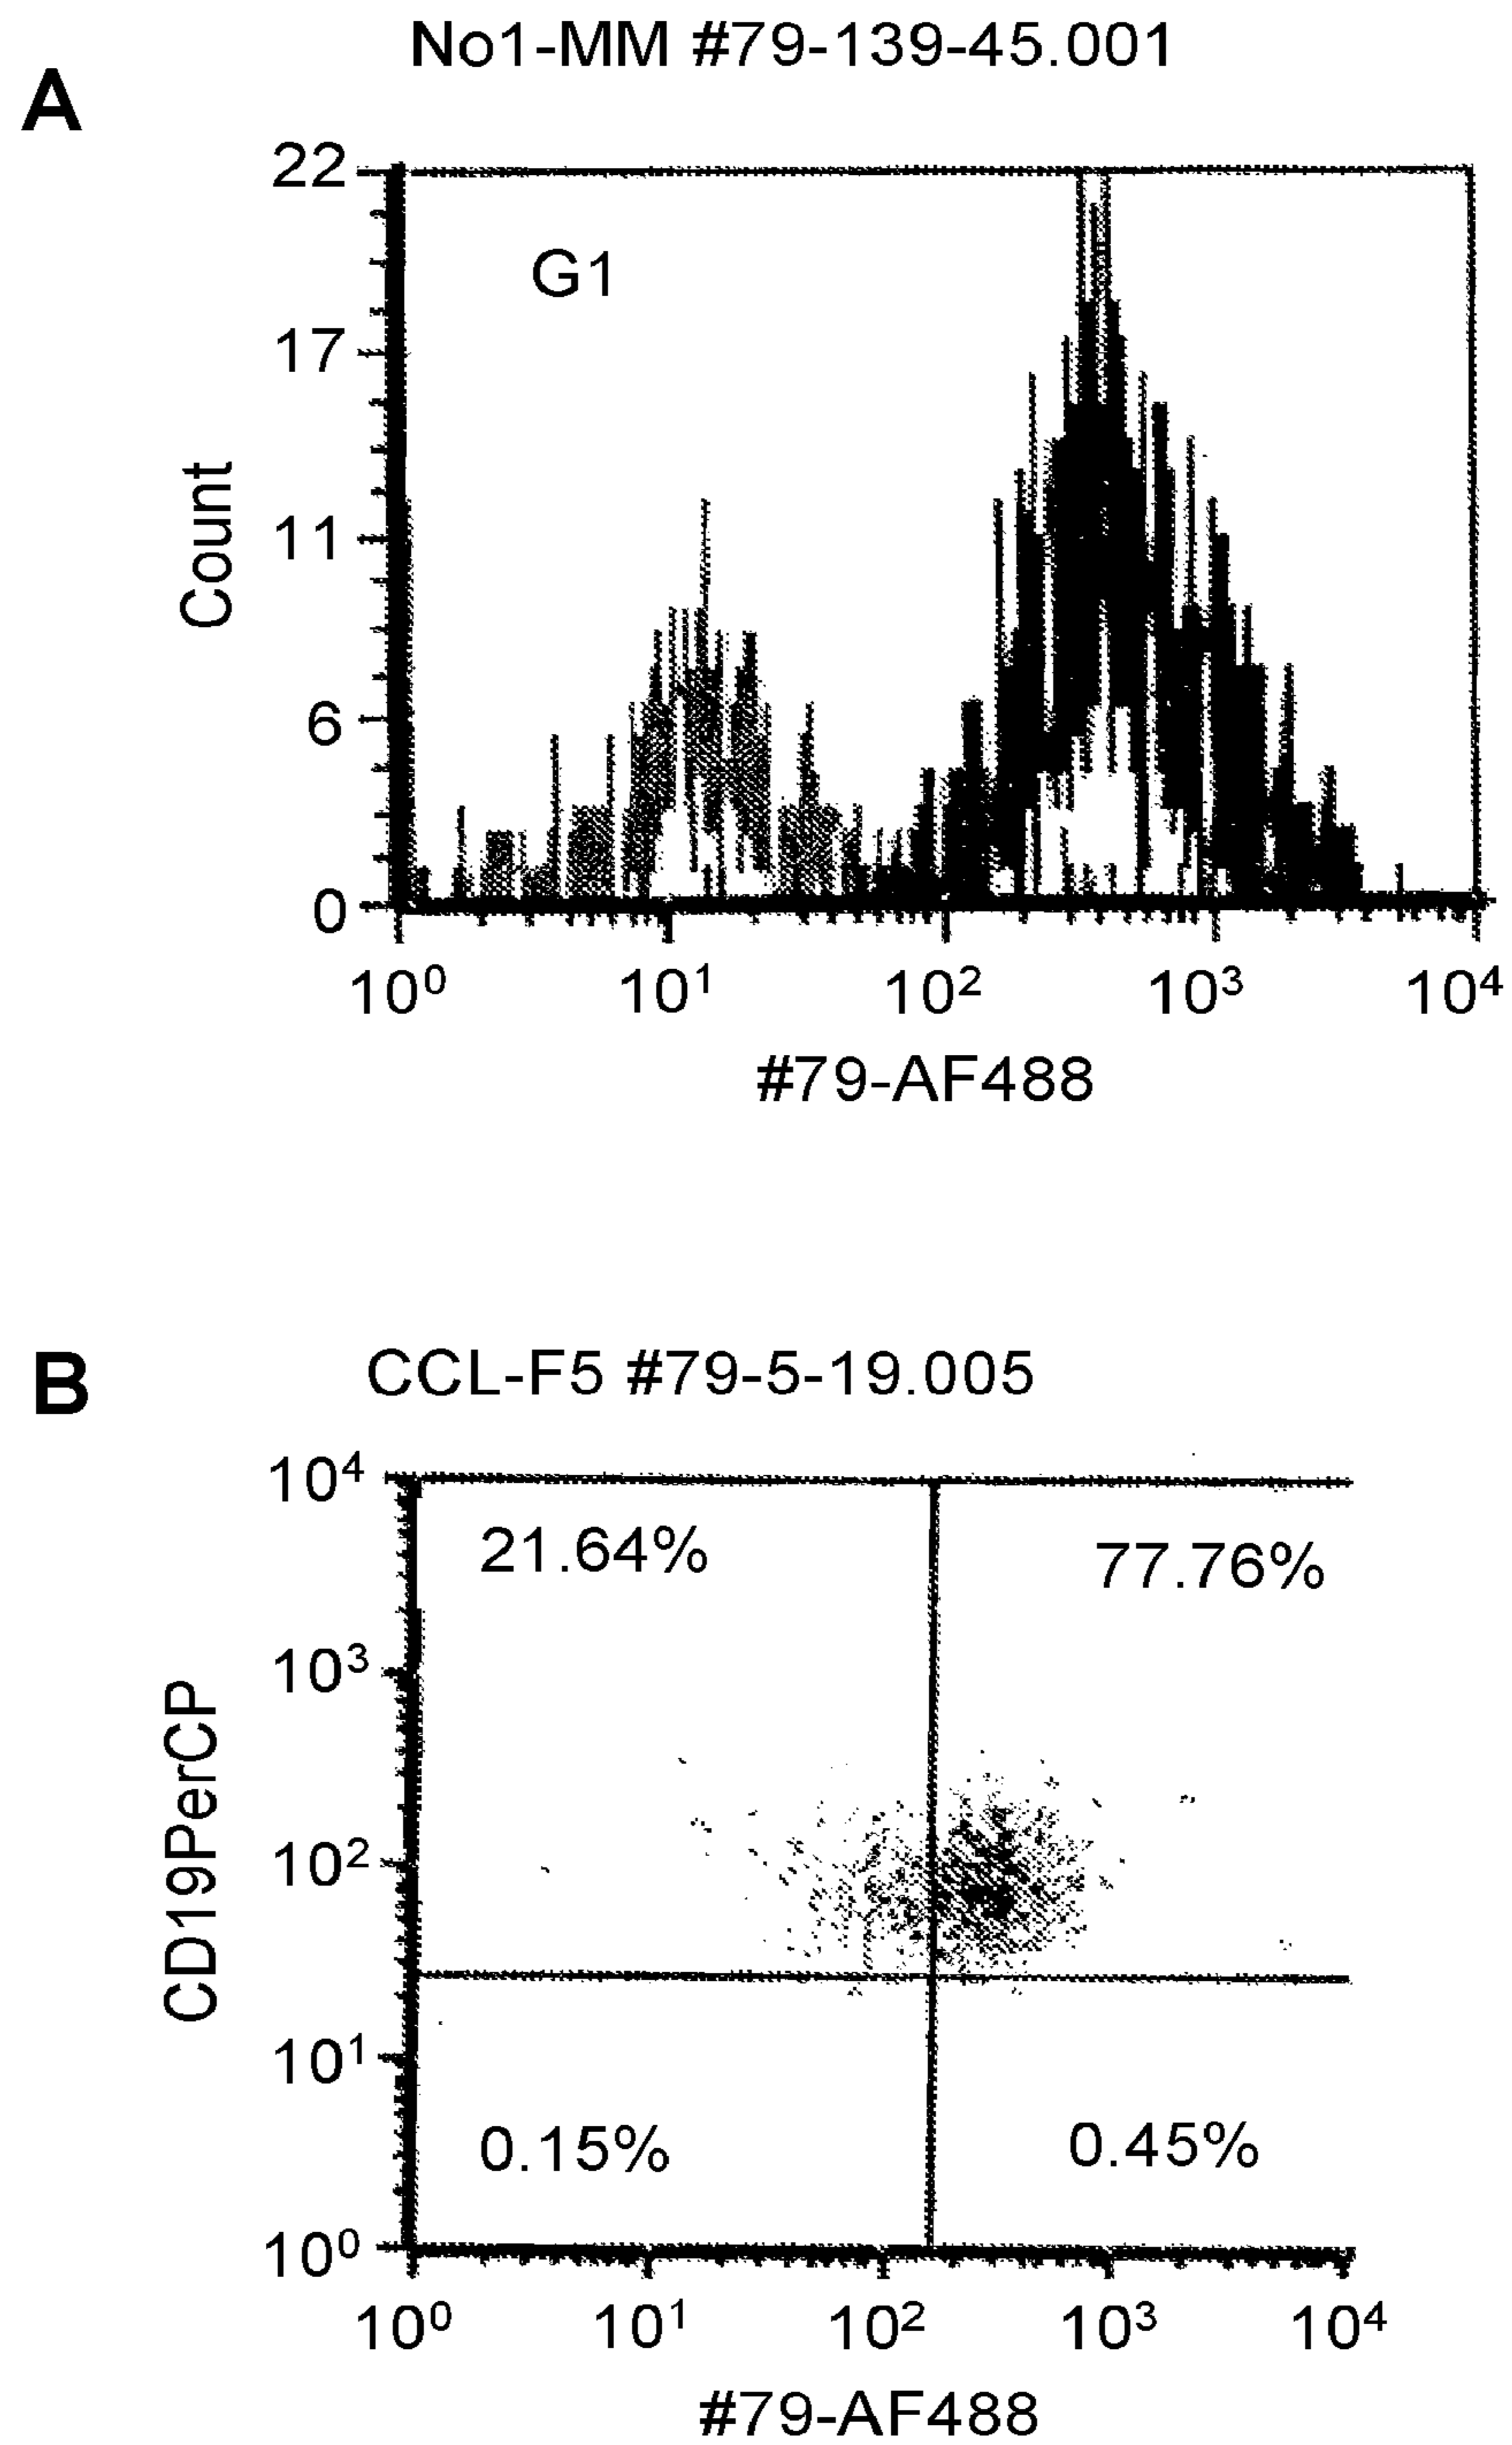 No1-MM #79-139-45.001
A
22
G1
17
Count
11
6
0
10⁰ 10¹ 10² 10³ 10⁴
#79-AF488
B
CCL-F5 #79-5-19.005
10⁴
21.64% 77.76%
10³
CD19PerCP
10²
10¹
0.15% 0.45%
10⁰
10⁰ 10¹ 10² 10³ 10⁴
#79-AF488